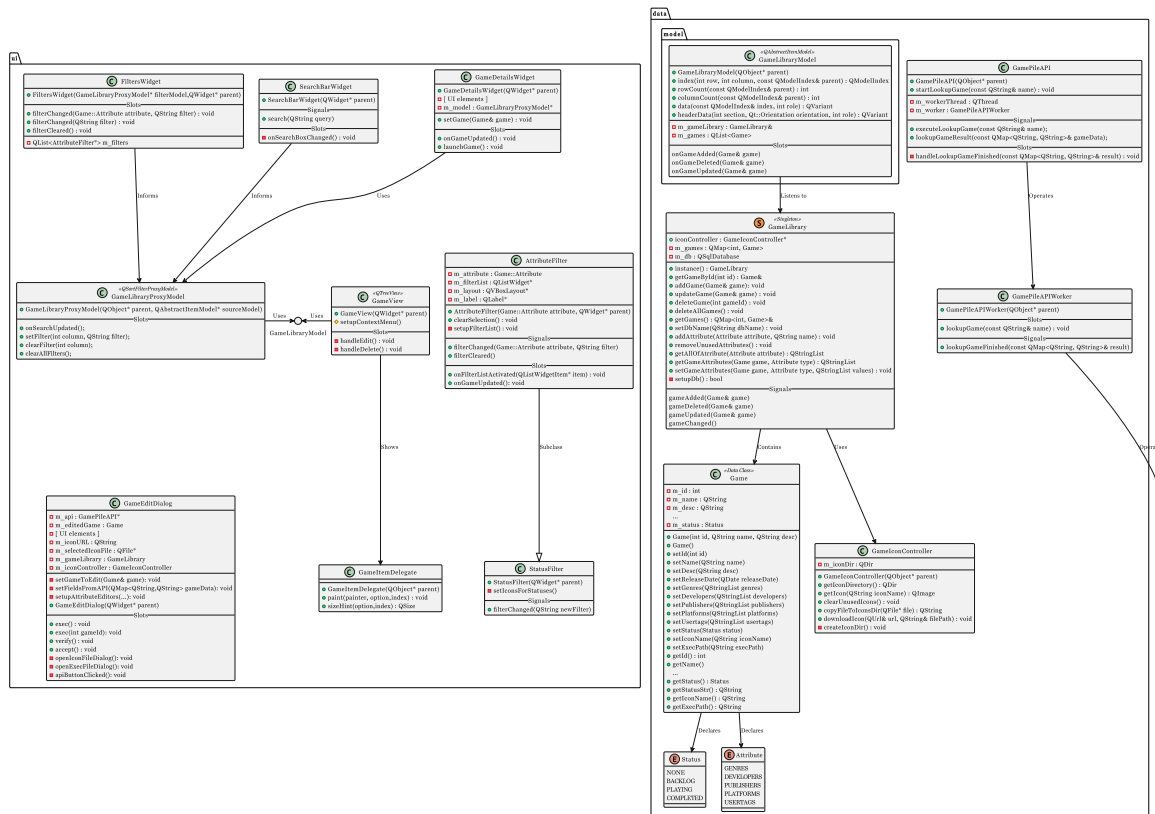 ui
FiltersWidget
FiltersWidget(GameLibraryProxyModel* filterModel,QWidget* parent)
Slots
filterChanged(Game::Attribute attribute, QString filter) : void
filterChanged(QString filter) : void
filterCleared() : void
QList<AttributeFilter*> m_filters
SearchBarWidget
SearchBarWidget(QWidget* parent)
Signals
search(QString query)
Slots
onSearchBoxChanged() : void
GameDetailsWidget
GameDetailsWidget(QWidget* parent)
[ UI elements ]
m_model : GameLibraryProxyModel*
setGame(Game& game) : void
Slots
onGameUpdated() : void
launchGame() : void
Informs
Informs
Uses
«QSortFilterProxyModel»
GameLibraryProxyModel
GameLibraryProxyModel(QObject* parent, QAbstractItemModel* sourceModel)
Slots
onSearchUpdated();
setFilter(int column, QString filter);
clearFilter(int column);
clearAllFilters();
Uses
Uses
GameLibraryModel
«QTreeView»
GameView
GameView(QWidget* parent)
setupContextMenu()
Slots
handleEdit() : void
handleDelete() : void
AttributeFilter
m_attribute : Game::Attribute
m_filterList : QListWidget*
m_layout : QVBoxLayout*
m_label : QLabel*
AttributeFilter(Game::Attribute attribute, QWidget* parent)
clearSelection() : void
setupFilterList() : void
Signals
filterChanged(Game::Attribute attribute, QString filter)
filterCleared()
Slots
onFilterListActivated(QListWidgetItem* item) : void
onGameUpdated(): void
Shows
Subclass
GameEditDialog
m_api : GamePileAPI*
m_editedGame : Game
[ UI elements ]
m_iconURL : QString
m_selectedIconFile : QFile*
m_gameLibrary : GameLibrary
m_iconController : GameIconController
setGameToEdit(Game& game): void
setFieldsFromAPI(QMap<QString,QString> gameData): void
setupAttributeEditors(...): void
GameEditDialog(QWidget* parent)
Slots
exec() : void
exec(int gameId): void
verify() : void
accept() : void
openIconFileDialog(): void
openExecFileDialog(): void
apiButtonClicked(): void
GameItemDelegate
GameItemDelegate(QObject* parent)
paint(painter, option,index) : void
sizeHint(option,index) : QSize
StatusFilter
StatusFilter(QWidget* parent)
setIconsForStatuses()
Signals
filterChanged(QString newFilter)
data
model
«QAbstractItemModel»
GameLibraryModel
GameLibraryModel(QObject* parent)
index(int row, int column, const QModelIndex& parent) : QModelIndex
rowCount(const QModelIndex& parent) : int
columnCount(const QModelIndex& parent) : int
data(const QModelIndex& index, int role) : QVariant
headerData(int section, Qt::Orientation orientation, int role) : QVariant
m_gameLibrary : GameLibrary&
m_games : QList<Game>
Slots
onGameAdded(Game& game)
onGameDeleted(Game& game)
onGameUpdated(Game& game)
GamePileAPI
GamePileAPI(QObject* parent)
startLookupGame(const QString& name) : void
m_workerThread : QThread
m_worker : GamePileAPIWorker
Signals
executeLookupGame(const QString& name);
lookupGameResult(const QMap<QString, QString>& gameData);
Slots
handleLookupGameFinished(const QMap<QString, QString>& result) : void
Listens to
Operates
«Singleton»
GameLibrary
iconController : GameIconController*
m_games : QMap<int, Game>
m_db : QSqlDatabase
instance() : GameLibrary
getGameById(int id) : Game&
addGame(Game& game): void
updateGame(Game& game) : void
deleteGame(int gameId) : void
deleteAllGames() : void
getGames() : QMap<int, Game>&
setDbName(QString dbName) : void
addAttribute(Attribute attribute, QString name) : void
removeUnusedAttributes() : void
getAllOfAttribute(Attribute attribute) : QStringList
getGameAttributes(Game game, Attribute type) : QStringList
setGameAttributes(Game game, Attribute type, QStringList values) : void
setupDb() : bool
Signals
gameAdded(Game& game)
gameDeleted(Game& game)
gameUpdated(Game& game)
gameChanged()
GamePileAPIWorker
GamePileAPIWorker(QObject* parent)
Slots
lookupGame(const QString& name) : void
Signals
lookupGameFinished(const QMap<QString, QString>& result)
Contains
Uses
Opera
«Data Class»
Game
m_id : int
m_name : QString
m_desc : QString
...
m_status : Status
Game(int id, QString name, QString desc)
Game()
setId(int id)
setName(QString name)
setDesc(QString desc)
setReleaseDate(QDate releaseDate)
setGenres(QStringList genres)
setDevelopers(QStringList developers)
setPublishers(QStringList publishers)
setPlatforms(QStringList platforms)
setUsertags(QStringList usertags)
setStatus(Status status)
setIconName(QString iconName)
setExecPath(QString execPath)
getId() : int
getName()
...
getStatus() : Status
getStatusStr() : QString
getIconName() : QString
getExecPath() : QString
GameIconController
m_iconDir : QDir
GameIconController(QObject* parent)
getIconDirectory() : QDir
getIcon(QString iconName) : QImage
clearUnusedIcons() : void
copyFileToIconsDir(QFile* file) : QString
downloadIcon(QUrl& url, QString& filePath) : void
createIconDir() : void
Declares
Declares
Status
NONE
BACKLOG
PLAYING
COMPLETED
Attribute
GENRES
DEVELOPERS
PUBLISHERS
PLATFORMS
USERTAGS